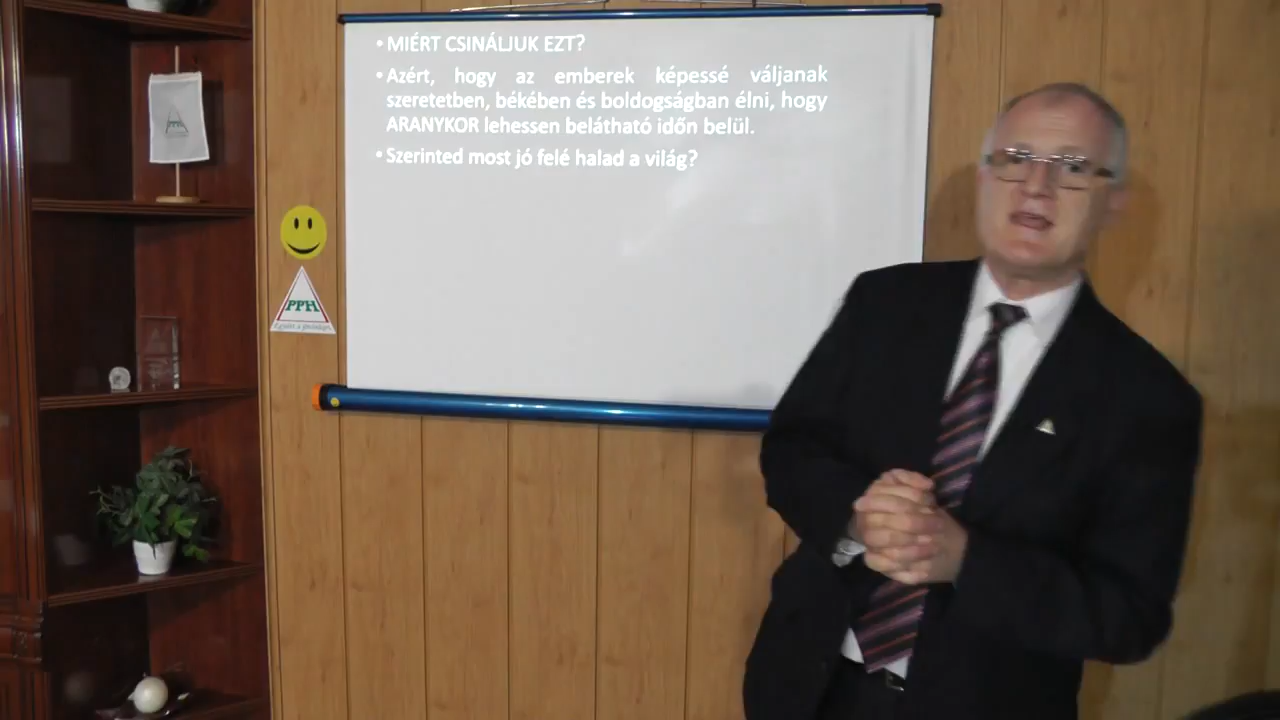 • MIÉRT CSINÁLJUK EZT?
• Azért, hogy az emberek képessé váljanak
szeretetben, békében és boldogságban élni, hogy
ARANYKOR lehessen belátható időn belül.
• Szerinted most jó felé halad a világ?
PPH